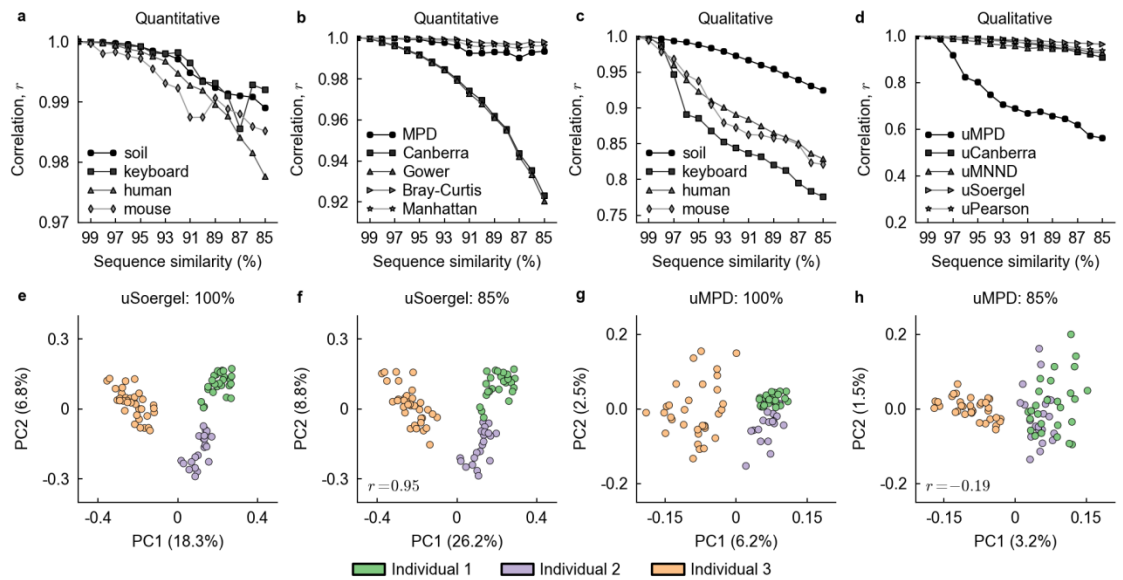 a Quantitative
1.00
0.99
0.98
0.97
Correlation, r
soil
keyboard
human
mouse
99 97 95 93 91 89 87 85
Sequence similarity (%)
b Quantitative
1.00
0.98
0.96
0.94
0.92
Correlation, r
MPD
Canberra
Gower
Bray-Curtis
Manhattan
99 97 95 93 91 89 87 85
Sequence similarity (%)
c Qualitative
1.00
0.95
0.9
0.85
0.8
0.75
Correlation, r
soil
keyboard
human
mouse
99 97 95 93 91 89 87 85
Sequence similarity (%)
d Qualitative
1.0
0.8
0.6
0.4
0.2
Correlation, r
uMPD
uCanberra
uMNND
uSoergel
uPearson
99 97 95 93 91 89 87 85
Sequence similarity (%)
e uSoergel: 100%
0.3
0
-0.3
PC2 (6.8%)
-0.4 0 0.4
PC1 (18.3%)
f uSoergel: 85%
0.3
0
-0.3
PC2 (8.8%)
r=0.95
-0.4 0 0.4
PC1 (26.2%)
g uMPD: 100%
0.2
0.0
-0.2
PC2 (2.5%)
-0.15 0 0.15
PC1 (6.2%)
h uMPD: 85%
0.2
0.0
-0.2
PC2 (1.5%)
r=−0.19
-0.15 0 0.15
PC1 (3.2%)
Individual 1 Individual 2 Individual 3